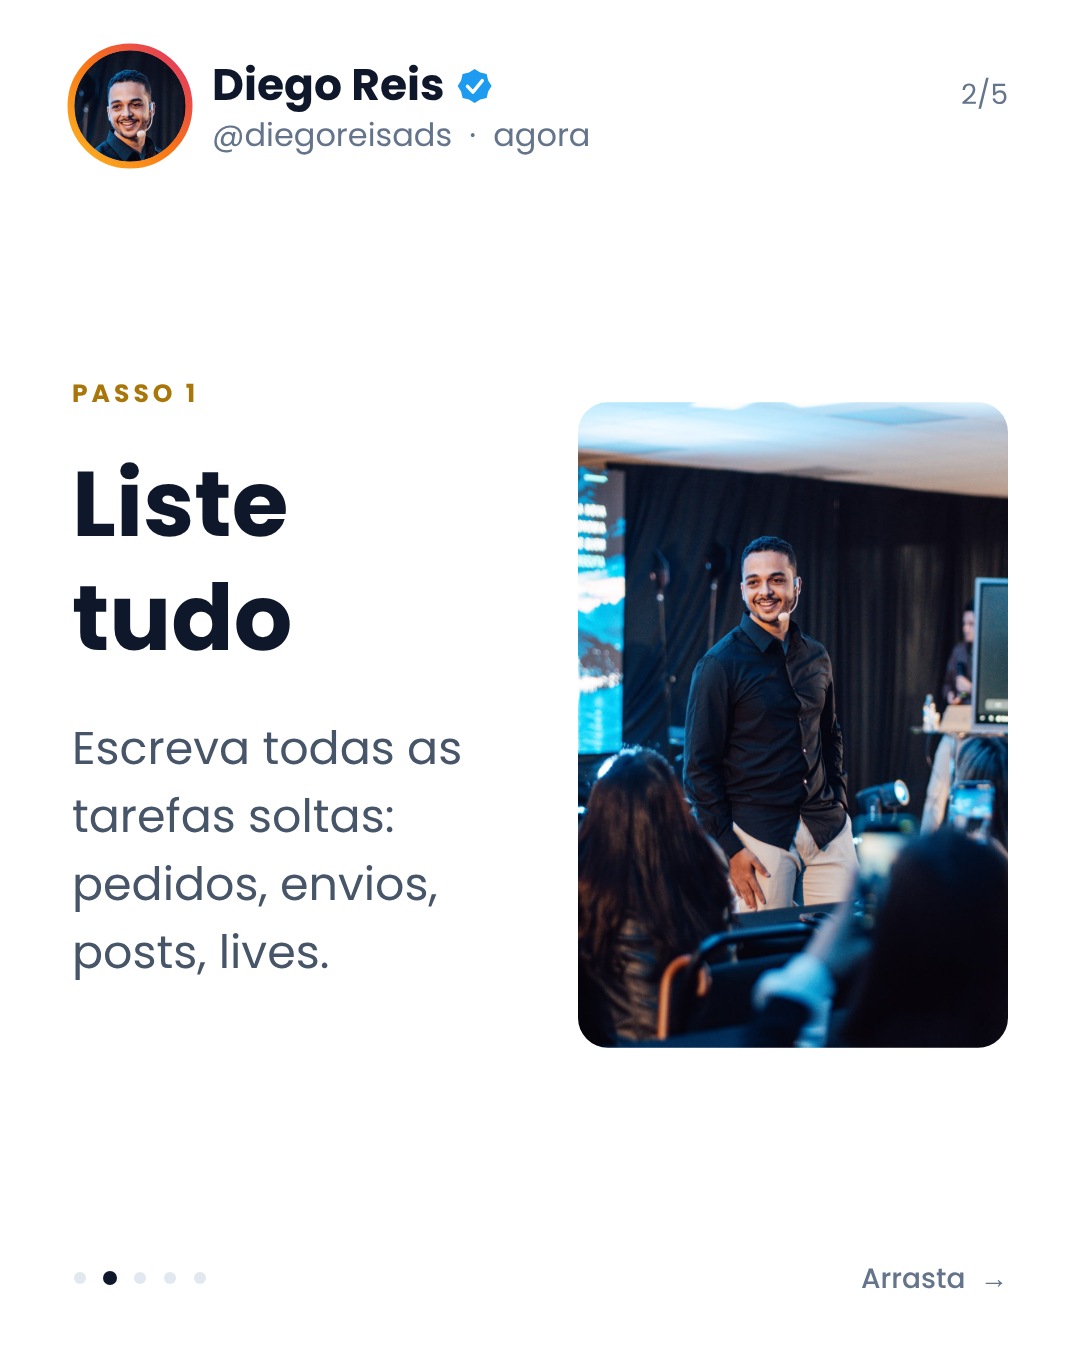 Diego Reis
@diegoreisads · agora
2/5
PASSO 1
Liste
tudo
Escreva todas as
tarefas soltas:
pedidos, envios,
posts, lives.
Arrasta →